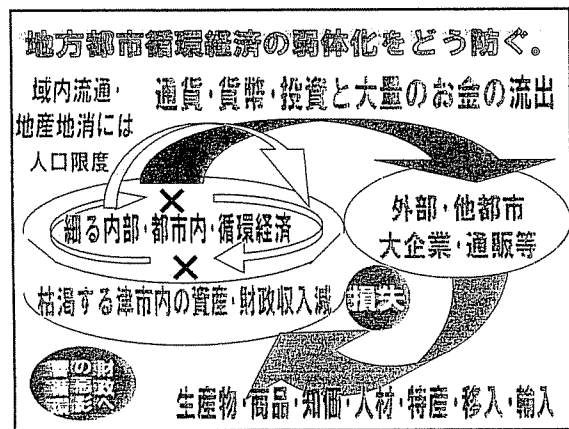 地方都市循環経済の弱体化をどう防ぐ。
域内流通・
地産地消には
人口限度
通貨・貨幣・投資と大量のお金の流出
細る内部・都市内・循環経済
外部・他都市
大企業・通販等
枯渇する津市内の資産・財政収入減
損失
生産物・商品・知価・人材・特産・移入・輸入